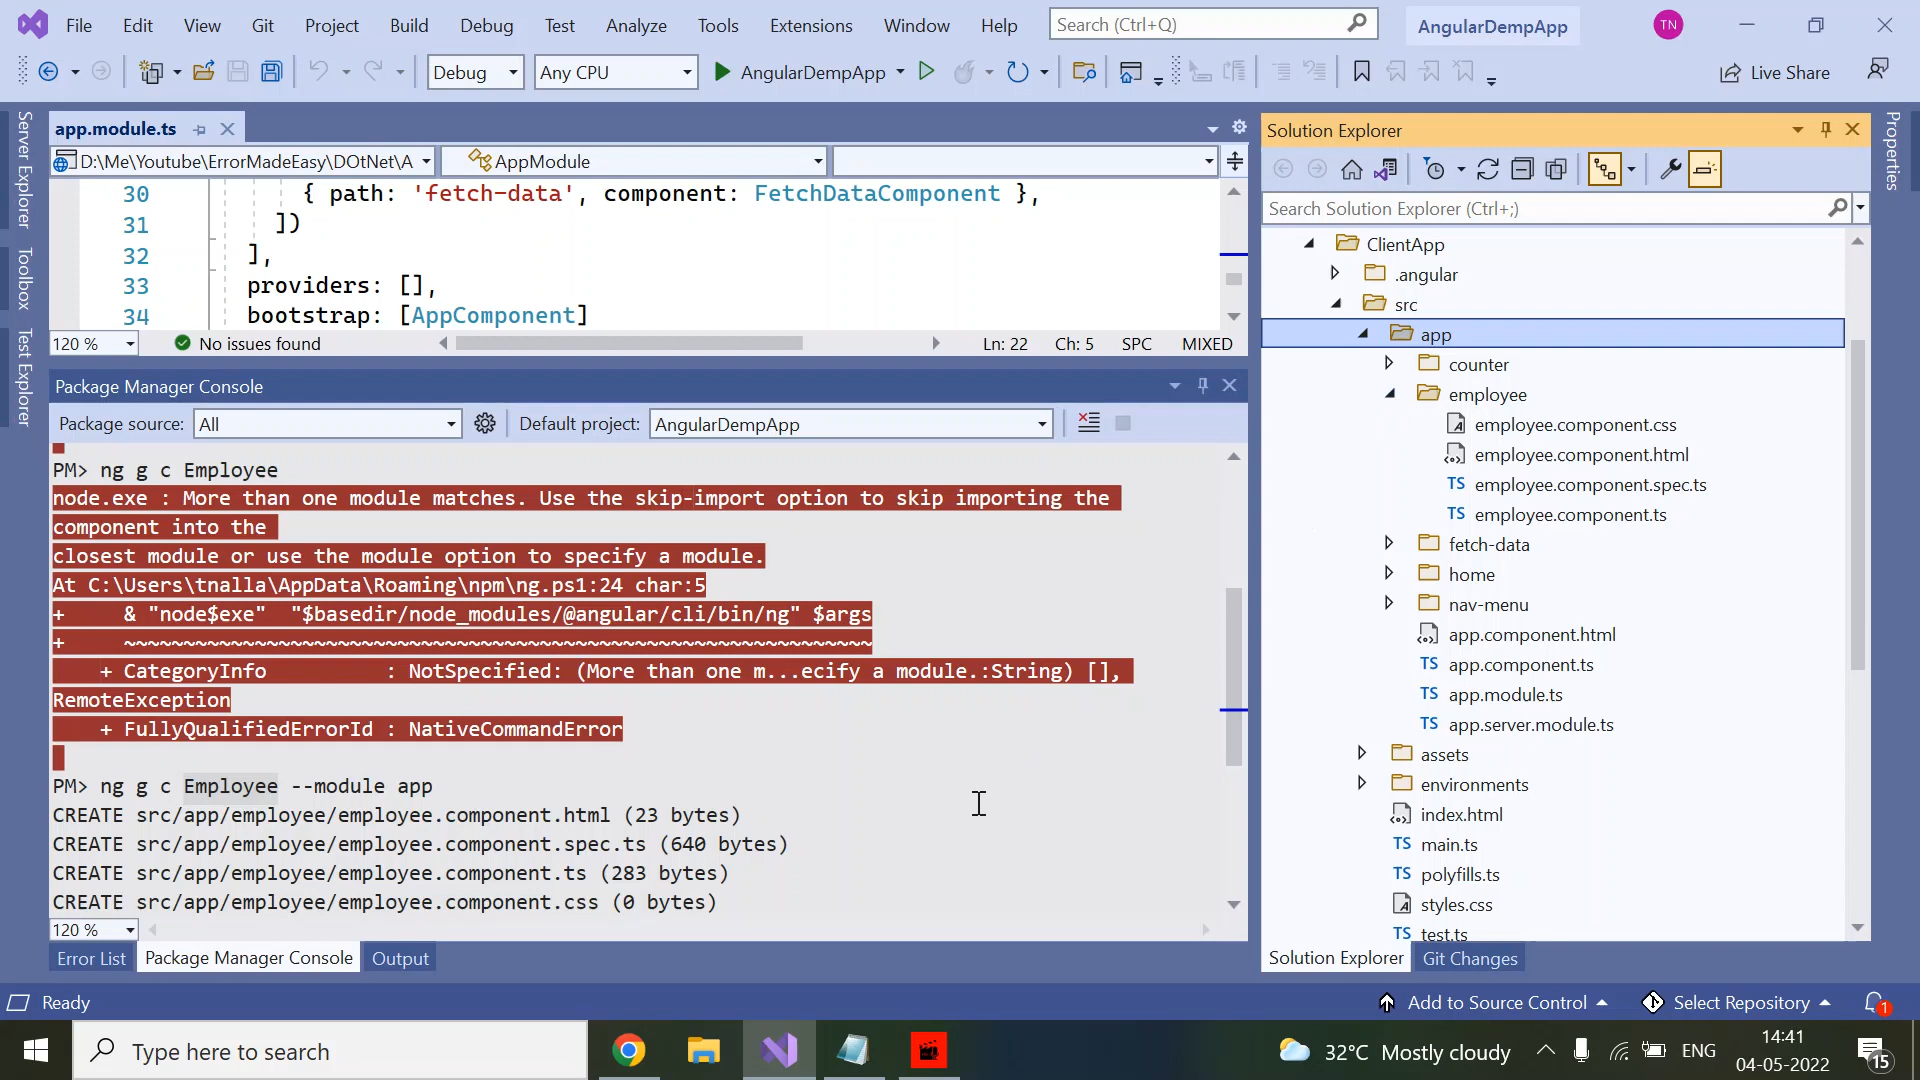 File Edit View Git Project Build Debug Test Analyze Tools Extensions Window Help Search (Ctrl+Q) AngularDempApp TN
Debug Any CPU AngularDempApp Live Share
Server Explorer
Toolbox
Test Explorer
app.module.ts
D:\Me\Youtube\ErrorMadeEasy\DOtNet\A AppModule
30 { path: 'fetch-data', component: FetchDataComponent },
31 ])
32 ],
33 providers: [],
34 bootstrap: [AppComponent]
120 % No issues found Ln: 22 Ch: 5 SPC MIXED
Package Manager Console
Package source: All Default project: AngularDempApp
PM> ng g c Employee
node.exe : More than one module matches. Use the skip-import option to skip importing the
component into the
closest module or use the module option to specify a module.
At C:\Users\tnalla\AppData\Roaming\npm\ng.ps1:24 char:5
+ & "node$exe" "$basedir/node_modules/@angular/cli/bin/ng" $args
+ ~~~~~~~~~~~~~~~~~~~~~~~~~~~~~~~~~~~~~~~~~~~~~~~~~~~~~~~~~~~~~~~
+ CategoryInfo : NotSpecified: (More than one m...ecify a module.:String) [],
RemoteException
+ FullyQualifiedErrorId : NativeCommandError
PM> ng g c Employee --module app
CREATE src/app/employee/employee.component.html (23 bytes)
CREATE src/app/employee/employee.component.spec.ts (640 bytes)
CREATE src/app/employee/employee.component.ts (283 bytes)
CREATE src/app/employee/employee.component.css (0 bytes)
120 %
Error List Package Manager Console Output
Solution Explorer
Search Solution Explorer (Ctrl+;)
ClientApp
.angular
src
app
counter
employee
employee.component.css
employee.component.html
TS employee.component.spec.ts
TS employee.component.ts
fetch-data
home
nav-menu
app.component.html
TS app.component.ts
TS app.module.ts
TS app.server.module.ts
assets
environments
index.html
TS main.ts
TS polyfills.ts
styles.css
TS test.ts
Solution Explorer Git Changes
Properties
Ready Add to Source Control Select Repository 1
Type here to search 32°C Mostly cloudy ENG 14:41
04-05-2022 15